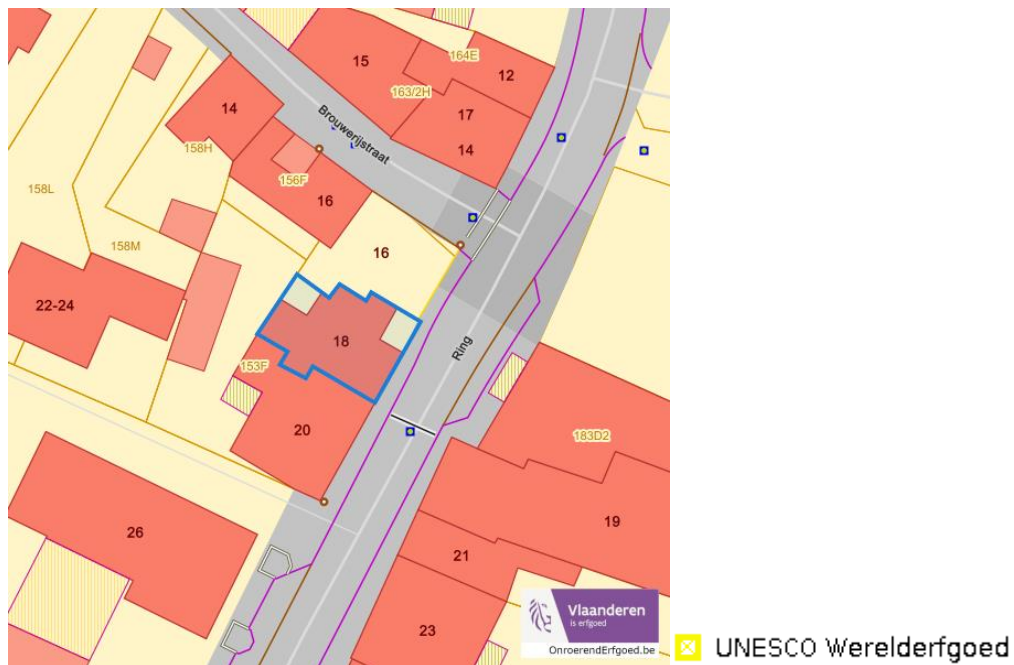 15
164E
12
163/2H
17
14
Brouwerijstraat
14
158H
156F
16
158L
158M
16
22-24
18
Ring
153F
20
183D2
26
19
21
23
Vlaanderen
is erfgoed
OnroerendErfgoed.be
UNESCO Werelderfgoed